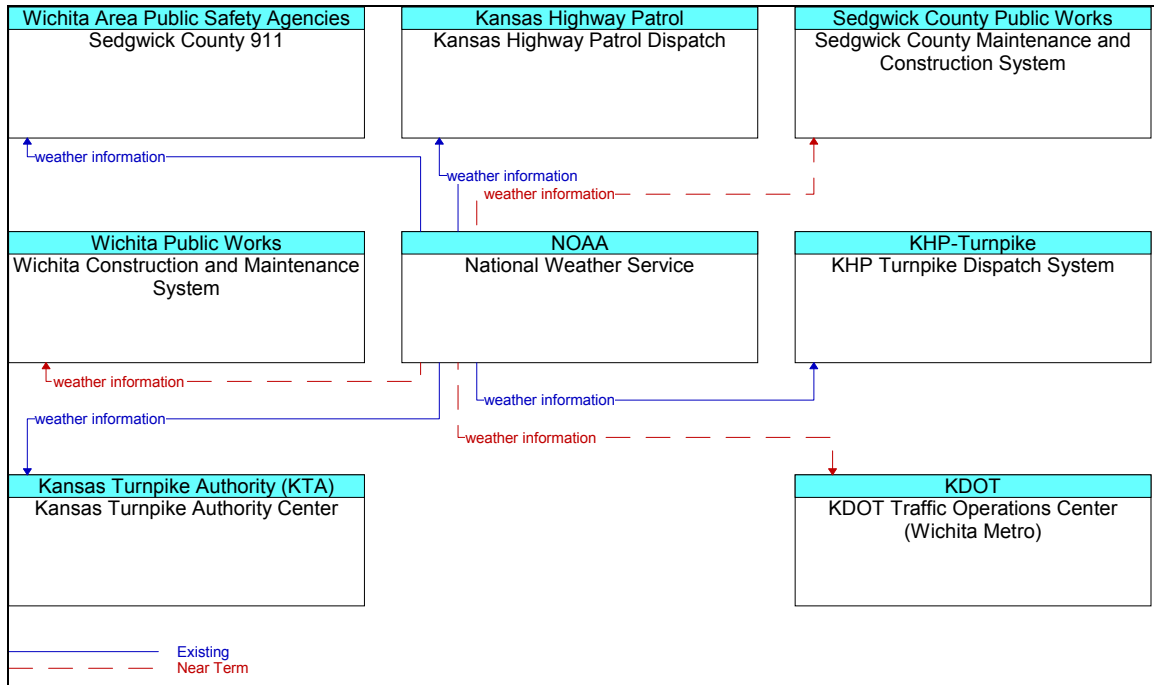 Wichita Area Public Safety Agencies
Sedgwick County 911
Kansas Highway Patrol
Kansas Highway Patrol Dispatch
Sedgwick County Public Works
Sedgwick County Maintenance and
Construction System
weather information
weather information
weather information
Wichita Public Works
Wichita Construction and Maintenance
System
NOAA
National Weather Service
KHP-Turnpike
KHP Turnpike Dispatch System
weather information
weather information
weather information
weather information
Kansas Turnpike Authority (KTA)
Kansas Turnpike Authority Center
KDOT
KDOT Traffic Operations Center
(Wichita Metro)
Existing
Near Term